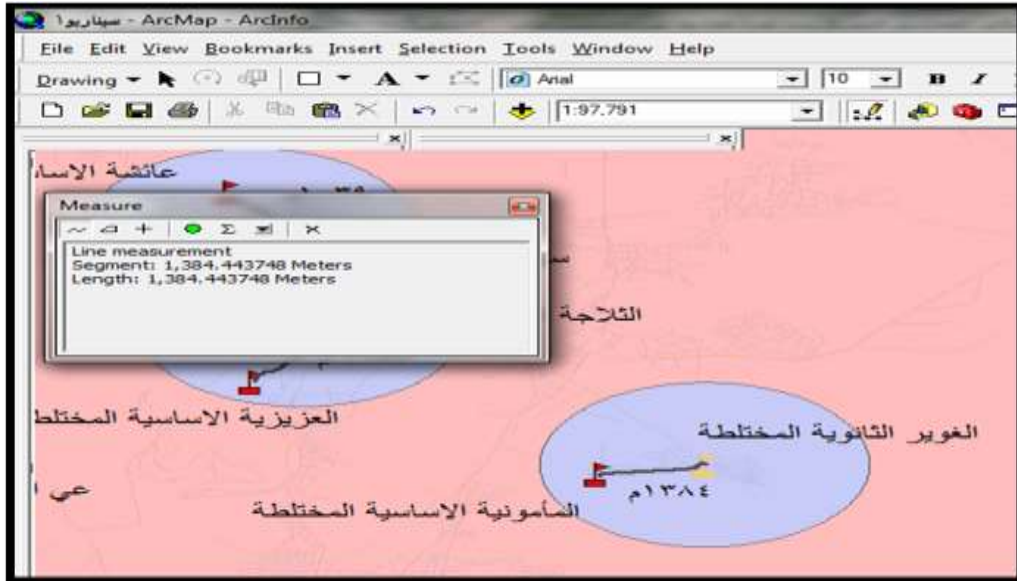 سيناريو١ - ArcMap - ArcInfo
File Edit View Bookmarks Insert Selection Tools Window Help
Drawing A Arial 10 B I
1:97,791
عائشة الاسا
Measure
Line measurement
Segment: 1,384.443748 Meters
Length: 1,384.443748 Meters
الثلاجة
العزيزية الاساسية المختلط
الغوير الثانوية المختلطة
١٣٨٤م
عي
المأمونية الاساسية المختلطة